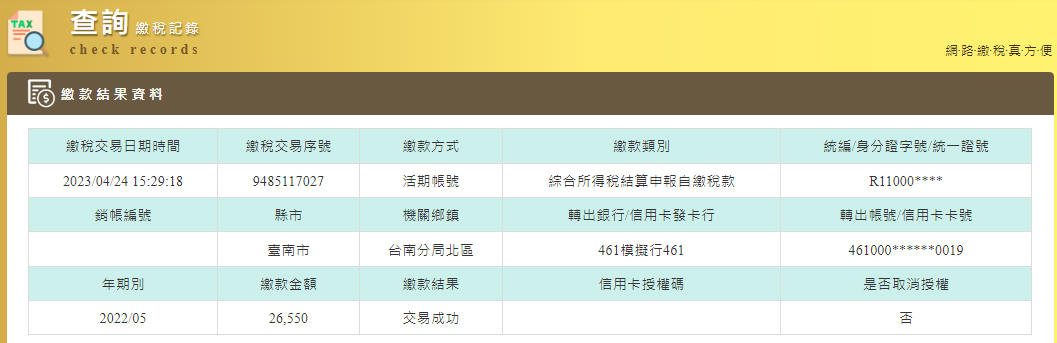 TAX
查詢 繳稅記錄
check records
網‧路‧繳‧稅‧真‧方‧便
繳款結果資料
繳稅交易日期時間 繳稅交易序號 繳款方式 繳款類別 統編/身分證字號/統一證號
2023/04/24 15:29:18 9485117027 活期帳號 綜合所得稅結算申報自繳稅款 R11000****
銷帳編號 縣市 機關鄉鎮 轉出銀行/信用卡發卡行 轉出帳號/信用卡卡號
臺南市 台南分局北區 461模擬行461 461000******0019
年期別 繳款金額 繳款結果 信用卡授權碼 是否取消授權
2022/05 26,550 交易成功 否